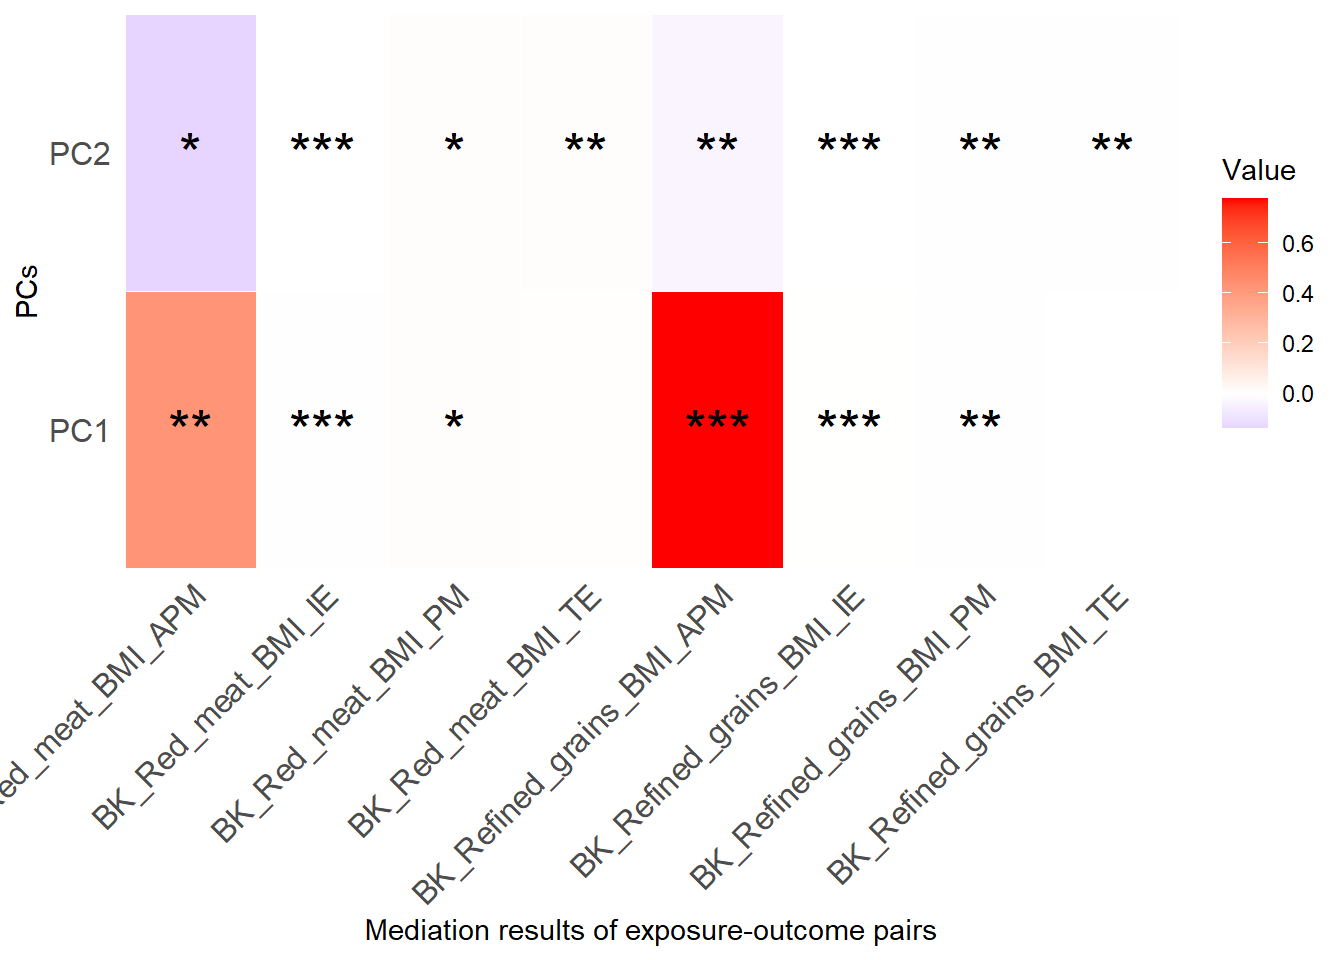 * *** * ** ** *** ** **
PC2
Value
0.6
0.4
0.2
0.0
PCs
** *** * *** *** **
PC1
Red_meat_BMI_APM
BK_Red_meat_BMI_IE
BK_Red_meat_BMI_PM
BK_Red_meat_BMI_TE
BK_Refined_grains_BMI_APM
BK_Refined_grains_BMI_IE
BK_Refined_grains_BMI_PM
BK_Refined_grains_BMI_TE
Mediation results of exposure-outcome pairs